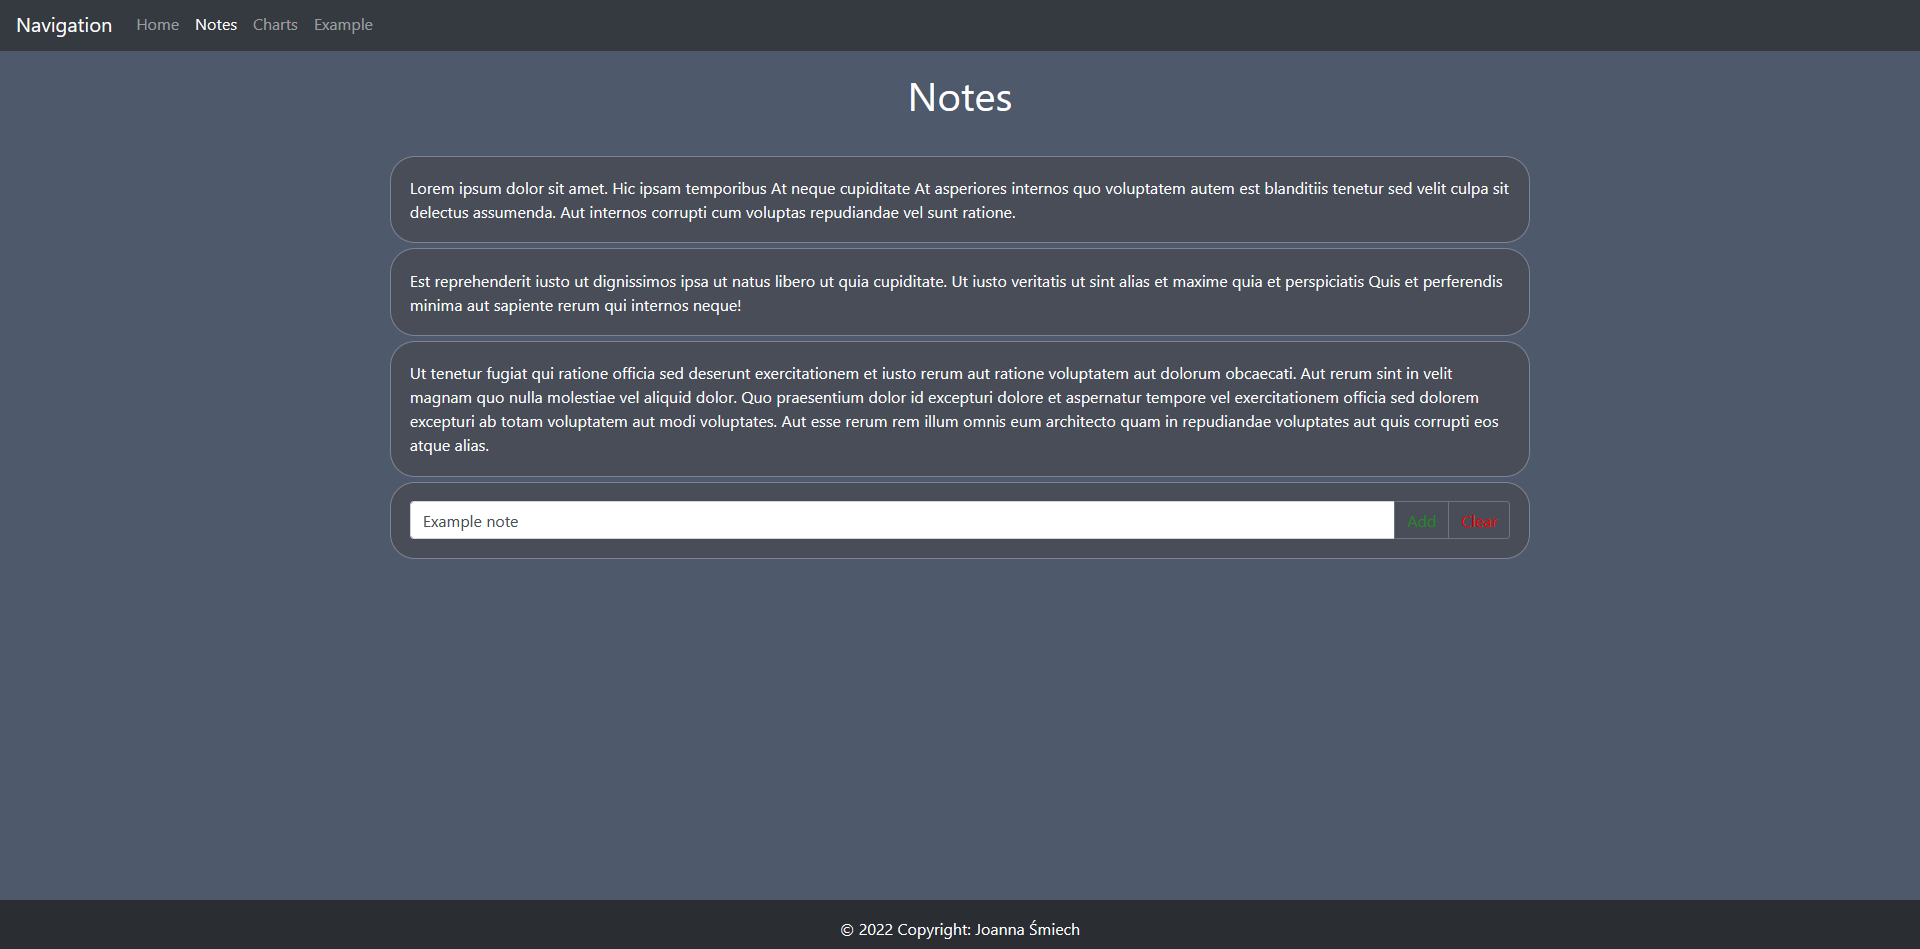 Navigation Home Notes Charts Example
Notes
Lorem ipsum dolor sit amet. Hic ipsam temporibus At neque cupiditate At asperiores internos quo voluptatem autem est blanditiis tenetur sed velit culpa sit
delectus assumenda. Aut internos corrupti cum voluptas repudiandae vel sunt ratione.
Est reprehenderit iusto ut dignissimos ipsa ut natus libero ut quia cupiditate. Ut iusto veritatis ut sint alias et maxime quia et perspiciatis Quis et perferendis
minima aut sapiente rerum qui internos neque!
Ut tenetur fugiat qui ratione officia sed deserunt exercitationem et iusto rerum aut ratione voluptatem aut dolorum obcaecati. Aut rerum sint in velit
magnam quo nulla molestiae vel aliquid dolor. Quo praesentium dolor id excepturi dolore et aspernatur tempore vel exercitationem officia sed dolorem
excepturi ab totam voluptatem aut modi voluptates. Aut esse rerum rem illum omnis eum architecto quam in repudiandae voluptates aut quis corrupti eos
atque alias.
Example note Add Clear
© 2022 Copyright: Joanna Śmiech